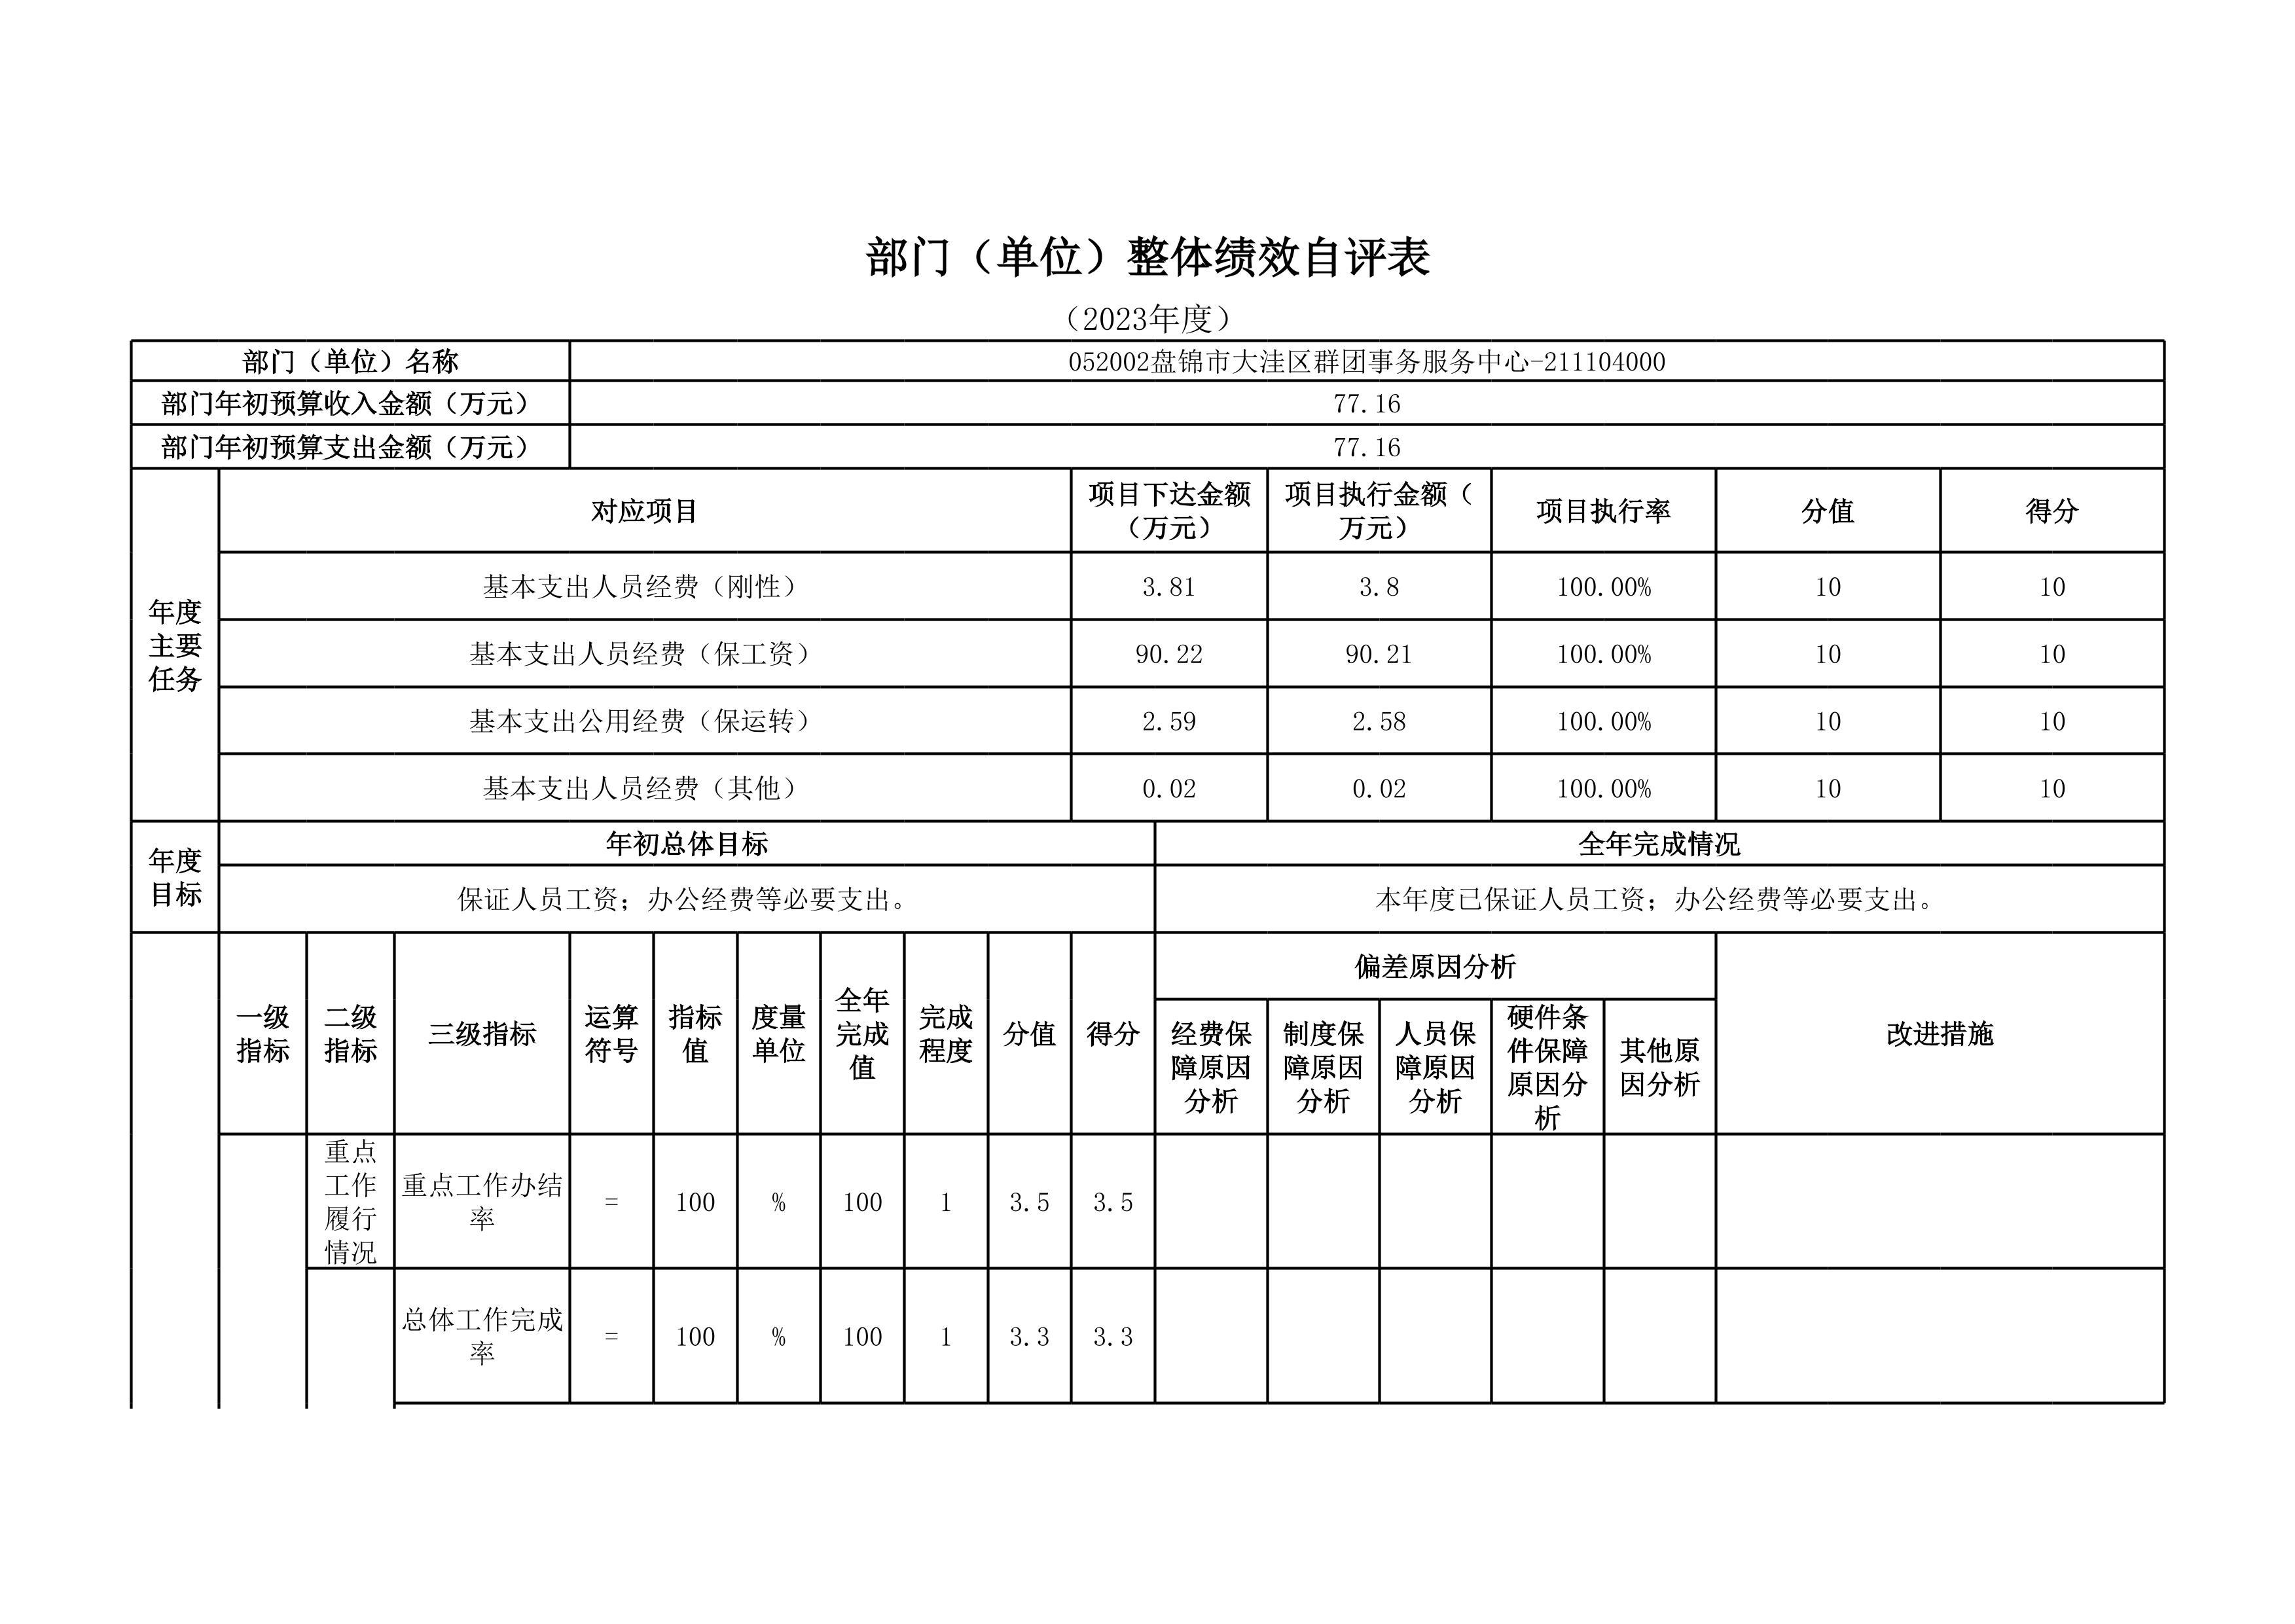 部门（单位）整体绩效自评表
（2023年度）
部门（单位）名称 052002盘锦市大洼区群团事务服务中心-211104000
部门年初预算收入金额（万元） 77.16
部门年初预算支出金额（万元） 77.16
年度
主要
任务
对应项目 项目下达金额
（万元） 项目执行金额（
万元） 项目执行率 分值 得分
基本支出人员经费（刚性） 3.81 3.8 100.00% 10 10
基本支出人员经费（保工资） 90.22 90.21 100.00% 10 10
基本支出公用经费（保运转） 2.59 2.58 100.00% 10 10
基本支出人员经费（其他） 0.02 0.02 100.00% 10 10
年度
目标
年初总体目标 全年完成情况
保证人员工资；办公经费等必要支出。 本年度已保证人员工资；办公经费等必要支出。
一级
指标
二级
指标
三级指标
运算
符号
指标
值
度量
单位
全年
完成
值
完成
程度
分值
得分
偏差原因分析
经费保
障原因
分析
制度保
障原因
分析
人员保
障原因
分析
硬件条
件保障
原因分
析
其他原
因分析
改进措施
重点
工作
履行
情况
重点工作办结
率
= 100 % 100 1 3.5 3.5
总体工作完成
率
= 100 % 100 1 3.3 3.3